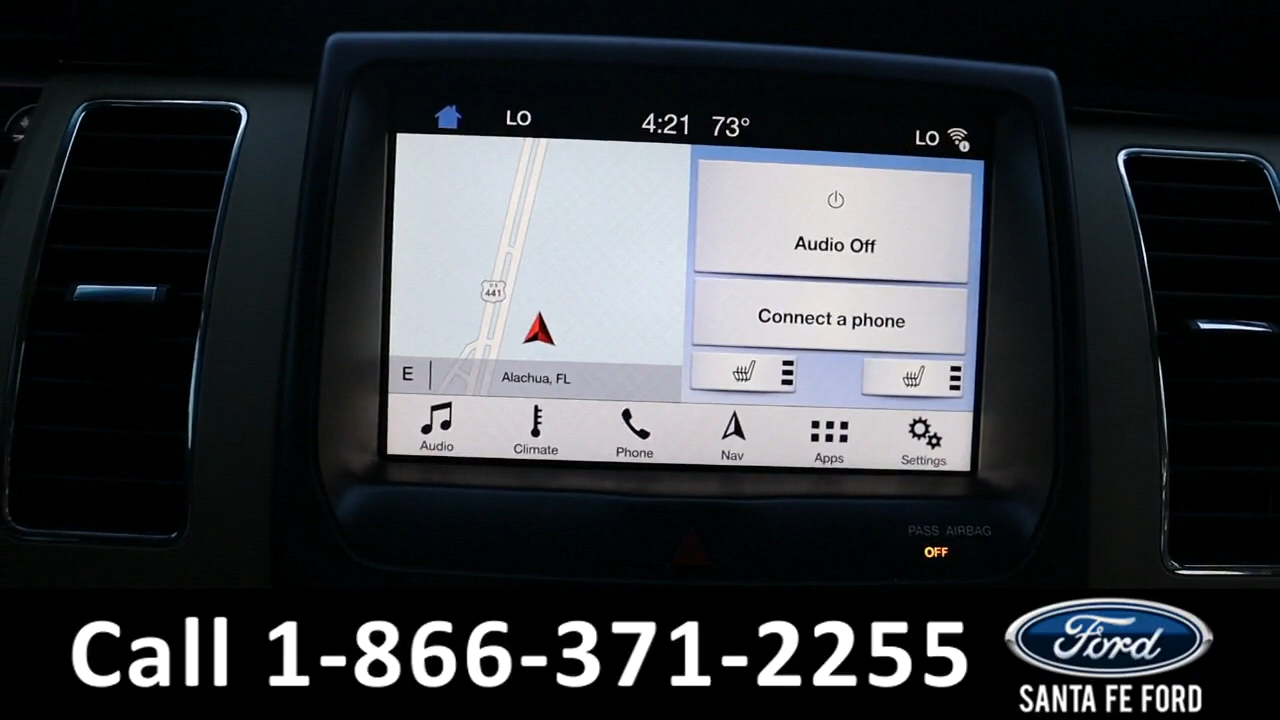 LO 4:21 73° LO
Audio Off
U S
441
Connect a phone
E Alachua, FL
Audio Climate Phone Nav Apps Settings
PASS AIRBAG
OFF
Call 1-866-371-2255
Ford
SANTA FE FORD